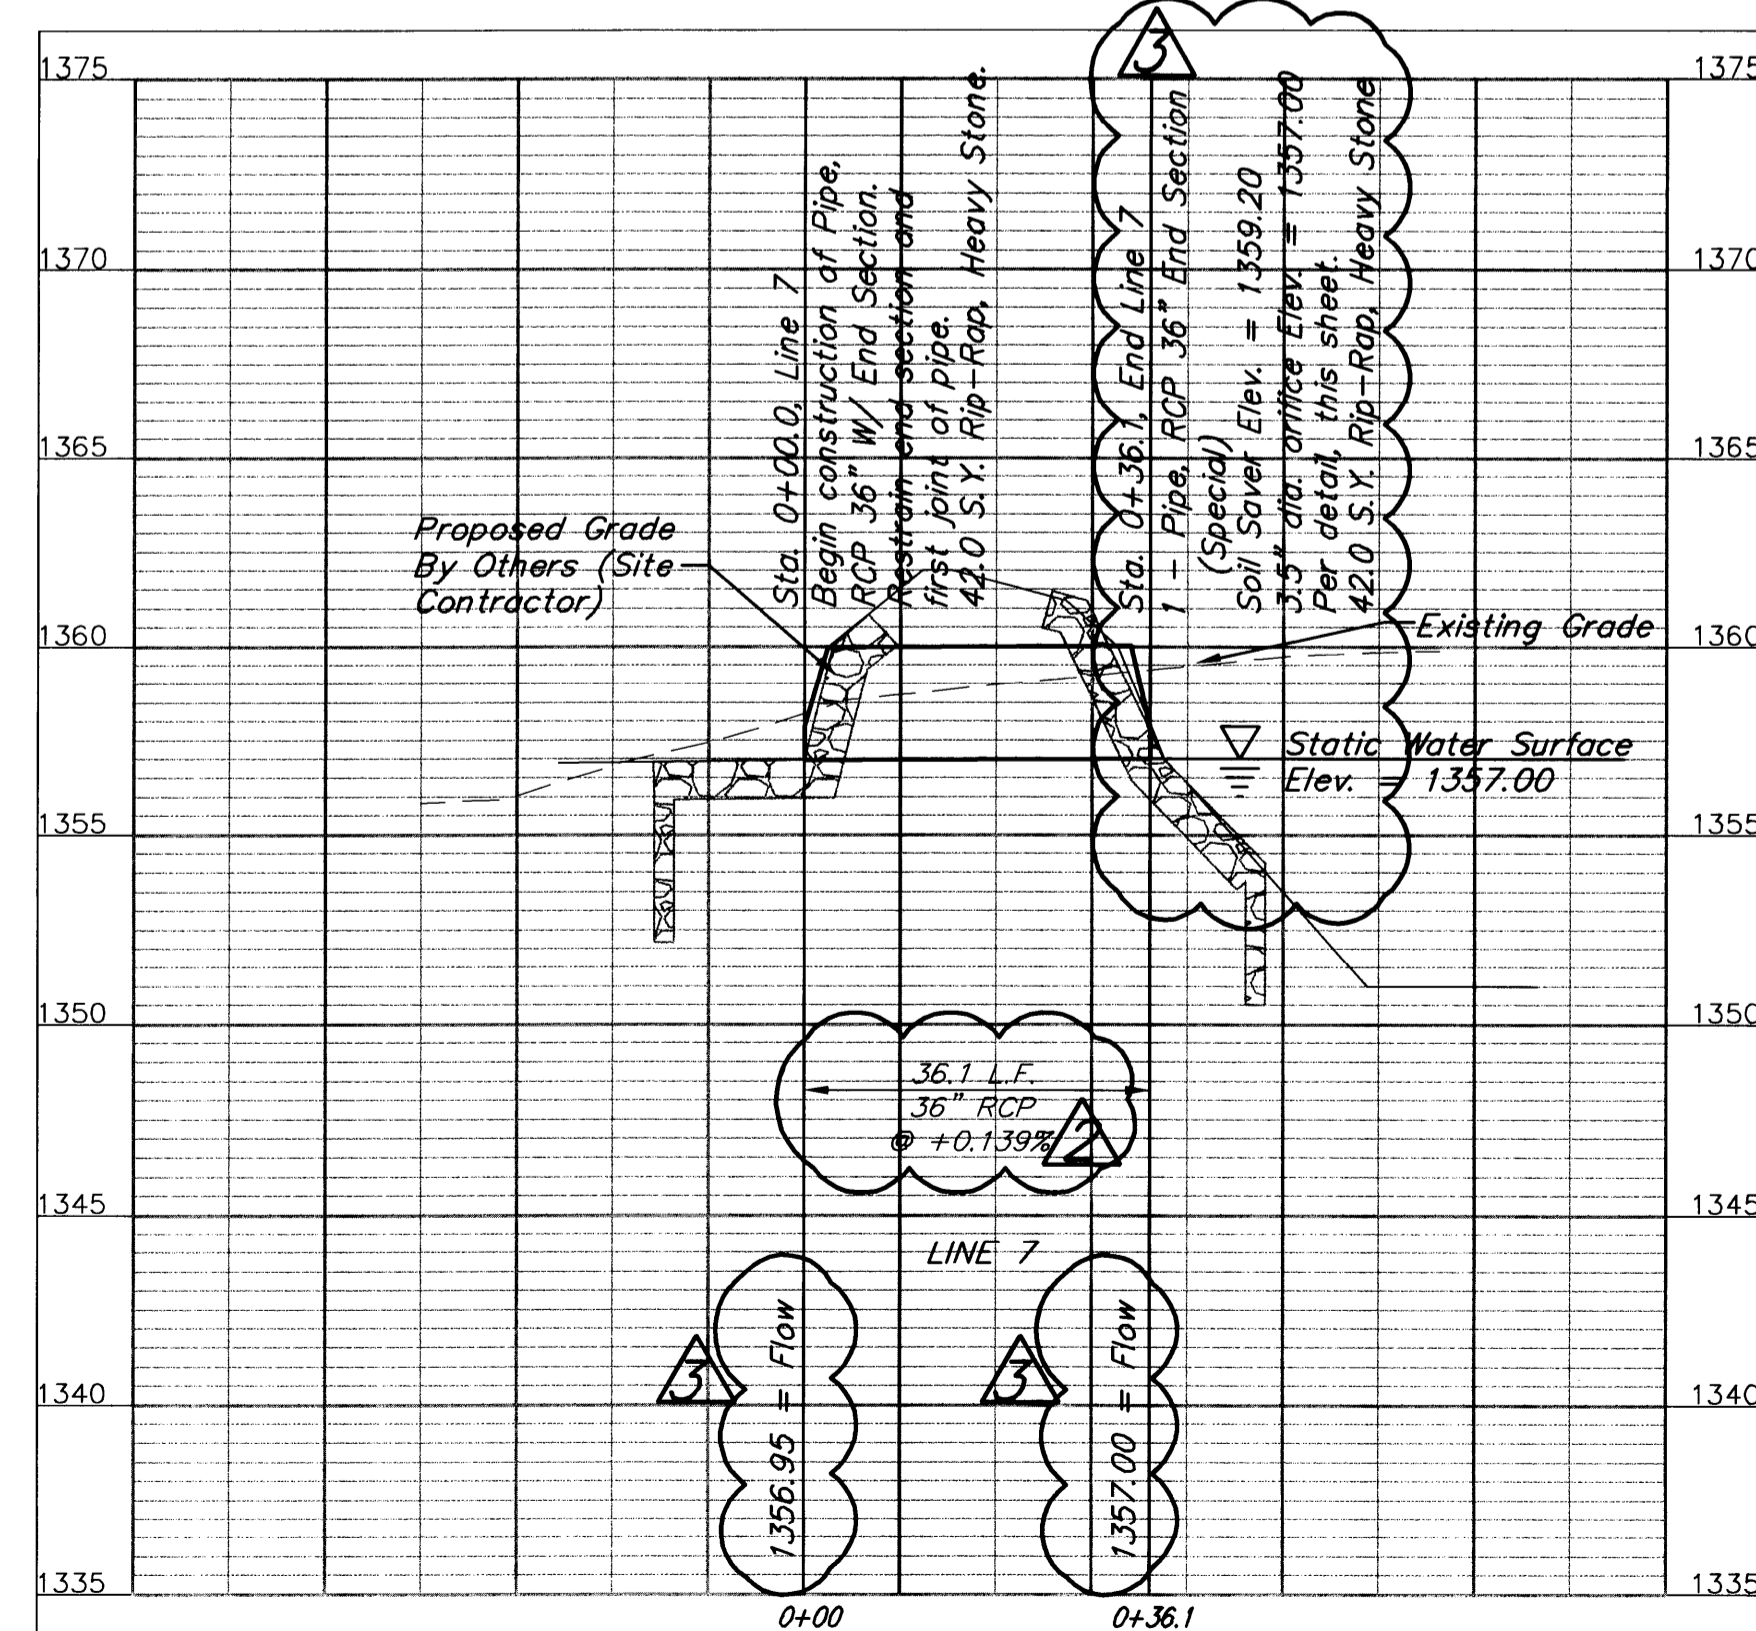 3
1375
1375
1370
1370
1365
1365
1360
1360
1355
1355
1350
1350
1345
1345
1340
1340
1335
1335
Sta. 0+00.0, Line 7
Begin construction of Pipe,
RCP 36" W/ End Section.
Restrain end section and
first joint of pipe.
42.0 S.Y. Rip-Rap, Heavy Stone.
Sta. 0+36.1, End Line 7
1 - Pipe, RCP 36" End Section
(Special)
Soil Saver Elev. = 1359.20
3.5" dia. orifice Elev. = 1357.00
Per detail, this sheet.
42.0 S.Y. Rip-Rap, Heavy Stone
Proposed Grade
By Others (Site
Contractor)
Existing Grade
Static Water Surface
Elev. = 1357.00
36.1 L.F.
36" RCP
@ +0.139%
2
LINE 7
3
1356.95 = Flow
3
1357.00 = Flow
0+00
0+36.1